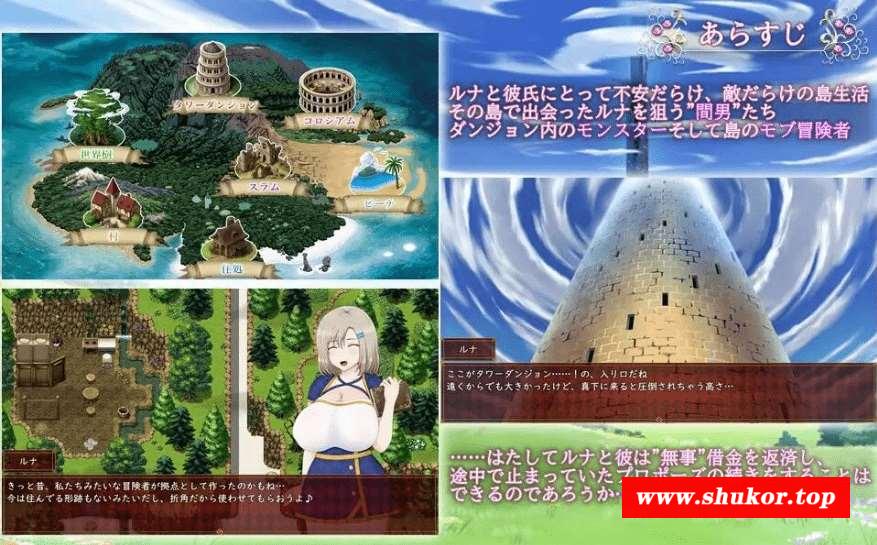 あらすじ
ルナと彼氏にとって不安だらけ、敵だらけの島生活
その島で出会ったルナを狙う”間男”たち
ダンジョン内のモンスターそして島のモブ冒険者
タワーダンジョン
コロシアム
世界樹
スラム
ビーチ
村
住処
ルナ
ここがタワーダンジョン……！の、入り口だね
遠くからでも大きかったけど、真下に来ると圧倒されちゃう高さ…
ルナ
きっと昔、私たちみたいな冒険者が拠点として作ったのかもね…
今は住んでる形跡もないみたいだし、折角だから使わせてもらおうよ♪
……はたしてルナと彼は”無事”借金を返済し、
途中で止まっていたプロポーズの続きをすることは
できるのであろうか…
www.shukor.top